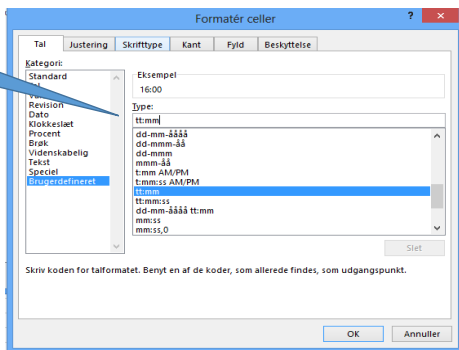 Formatér celler
?
Tal Justering Skrifttype Kant Fyld Beskyttelse
Kategori:
Standard
Revision
Dato
Klokkeslæt
Procent
Brøk
Videnskabelig
Tekst
Speciel
Brugerdefineret
Eksempel
16:00
Type:
tt:mm
dd-mm-åååå
dd-mmm-åå
dd-mmm
mmm-åå
t:mm AM/PM
t:mm:ss AM/PM
tt:mm
tt:mm:ss
dd-mm-åååå tt:mm
mm:ss
mm:ss,0
Slet
Skriv koden for talformatet. Benyt en af de koder, som allerede findes, som udgangspunkt.
OK Annuller